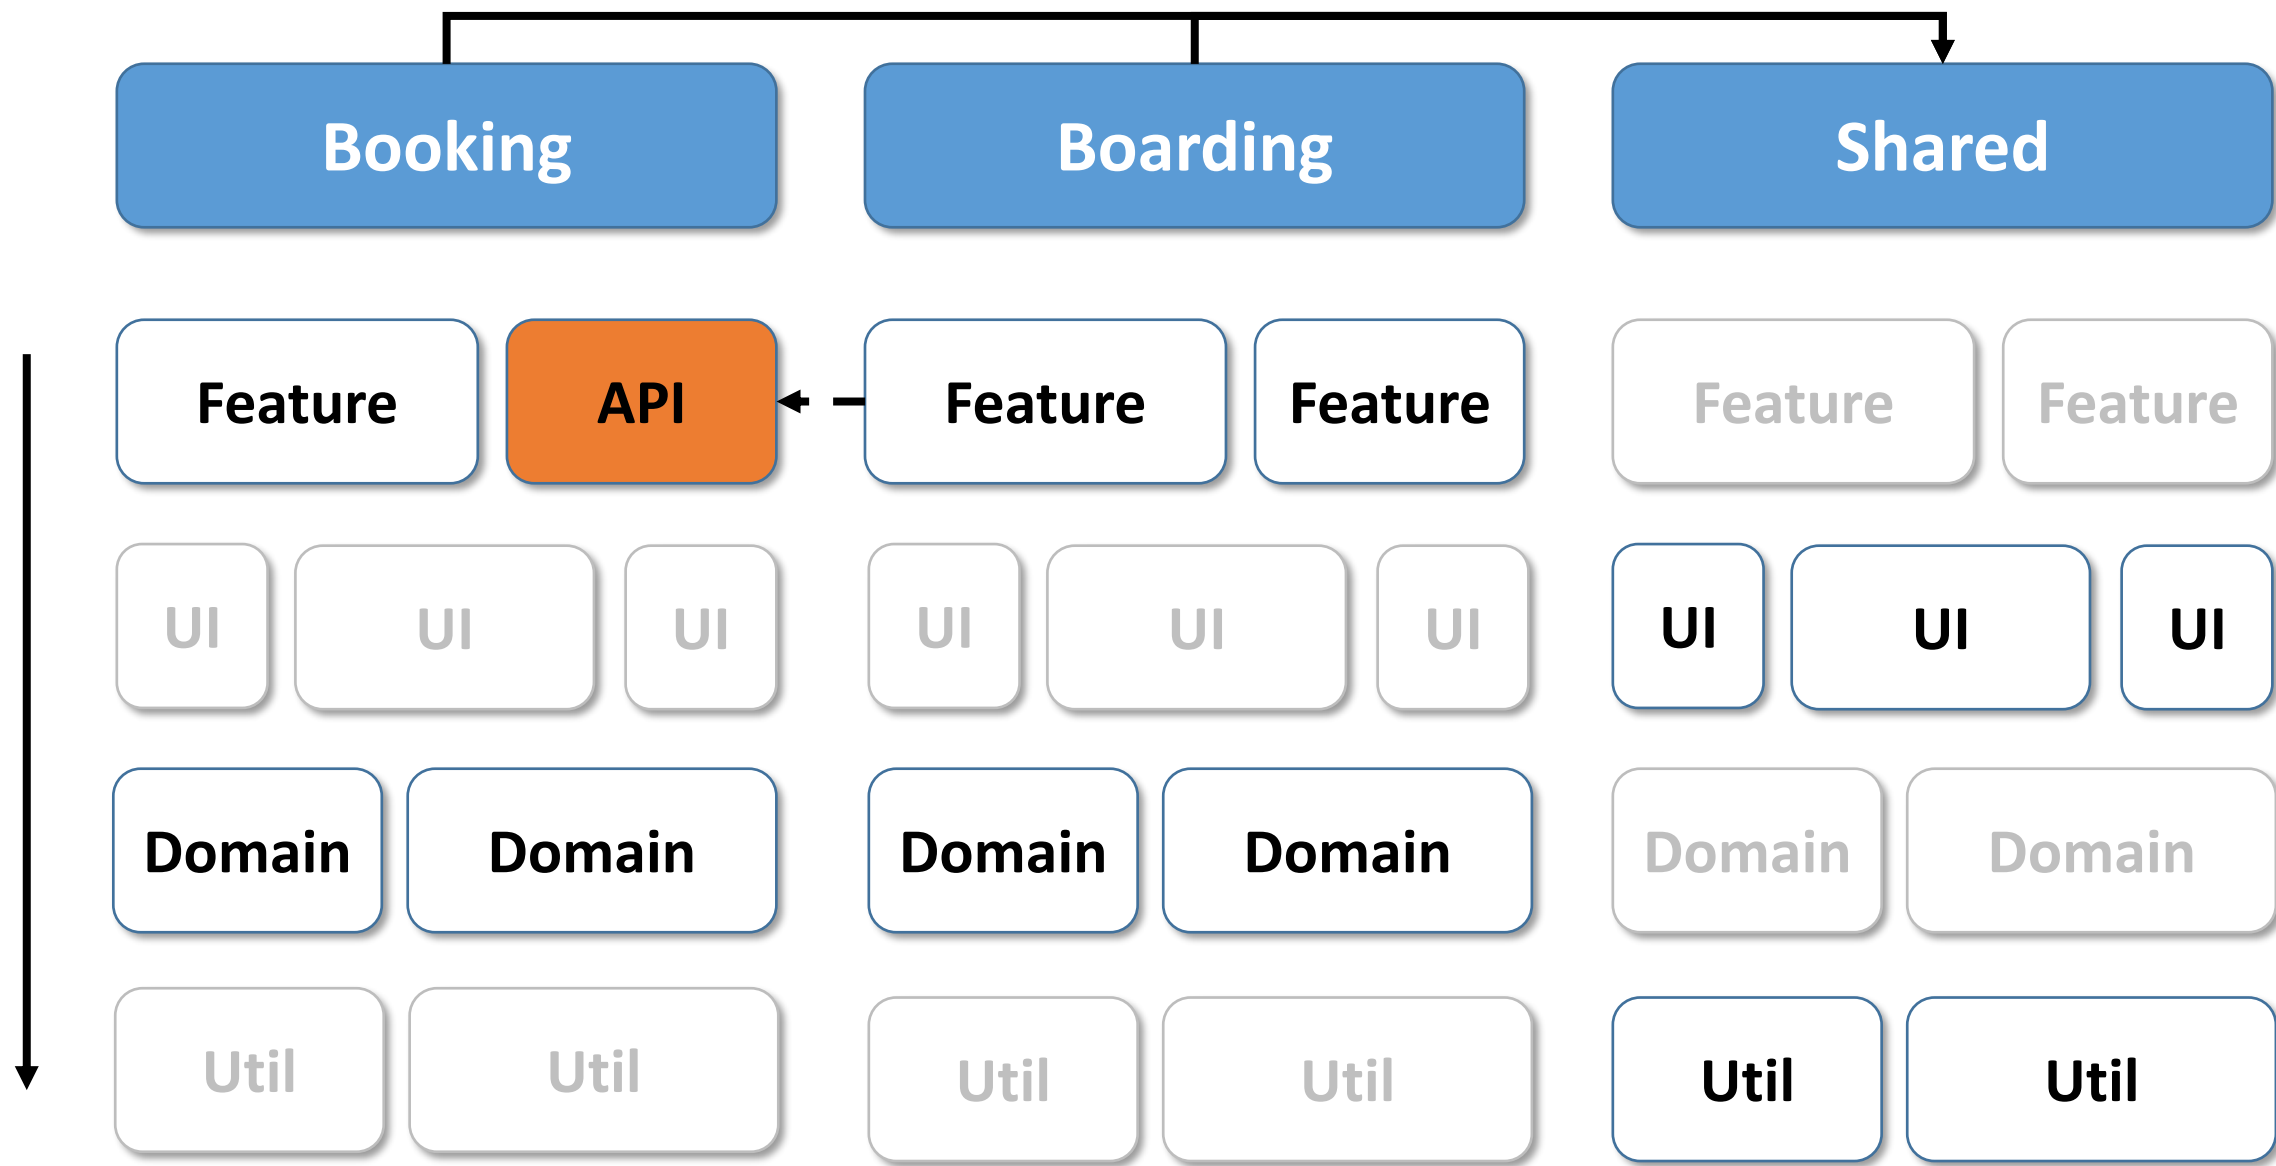 Booking Boarding Shared
Feature API Feature Feature Feature Feature
UI UI UI UI UI UI UI UI UI
Domain Domain Domain Domain Domain Domain
Util Util Util Util Util Util